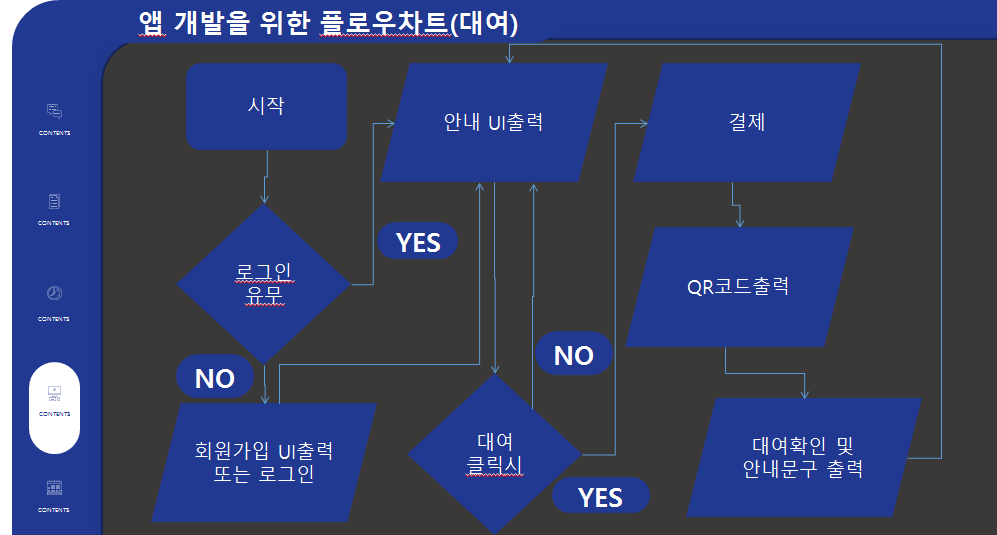 앱 개발을 위한 플로우차트(대여)
CONTENTS
CONTENTS
CONTENTS
CONTENTS
CONTENTS
시작
로그인
유무
YES
NO
회원가입 UI출력
또는 로그인
안내 UI출력
대여
클릭시
NO
YES
결제
QR코드출력
대여확인 및
안내문구 출력